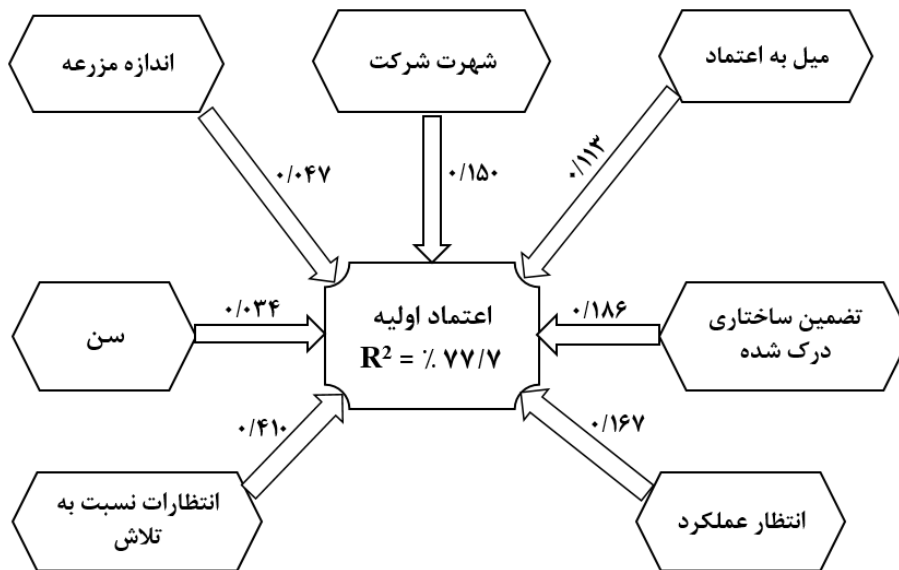 میل به اعتماد
شهرت شرکت
اندازه مزرعه
۰/۱۱۳
۰/۱۵۰
۰/۰۴۷
تضمین ساختاری
درک شده
۰/۱۸۶
اعتماد اولیه
R² = ٪ ۷۷/۷
۰/۰۳۴
سن
۰/۱۶۷
۰/۴۱۰
انتظار عملکرد
انتظارات نسبت به
تلاش